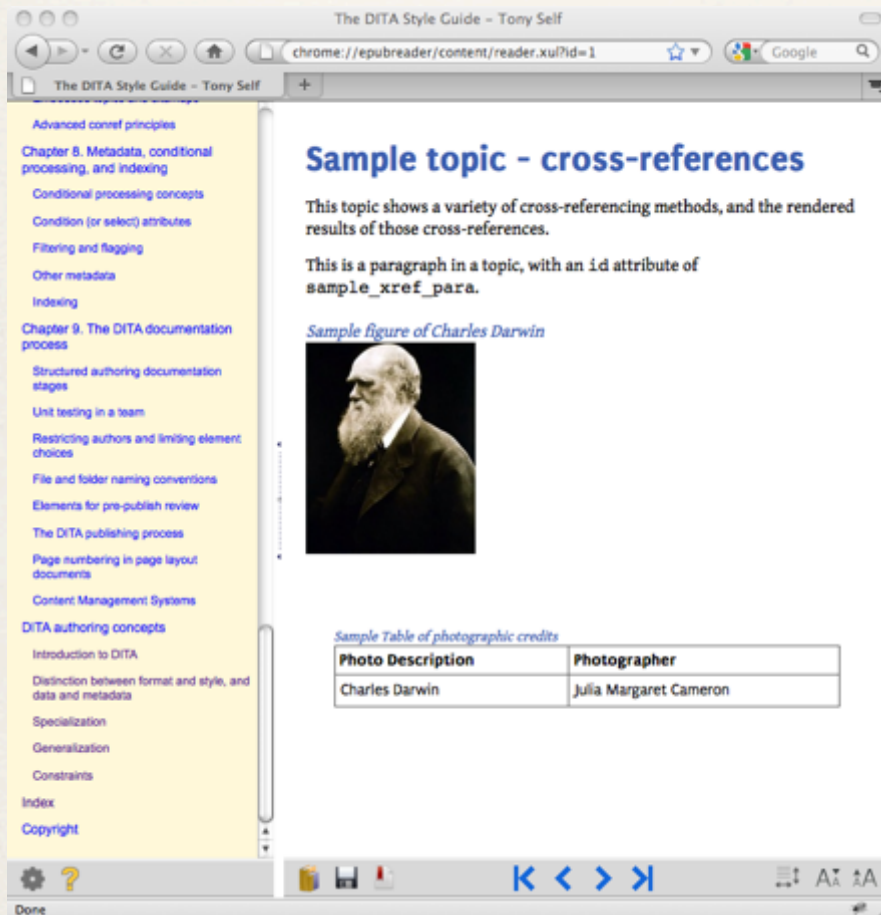 The DITA Style Guide – Tony Self
chrome://epubreader/content/reader.xul?id=1
Google
The DITA Style Guide – Tony Self
Advanced conref principles
Chapter 8. Metadata, conditional
processing, and indexing
Conditional processing concepts
Condition (or select) attributes
Filtering and flagging
Other metadata
Indexing
Chapter 9. The DITA documentation
process
Structured authoring documentation
stages
Unit testing in a team
Restricting authors and limiting element
choices
File and folder naming conventions
Elements for pre-publish review
The DITA publishing process
Page numbering in page layout
documents
Content Management Systems
DITA authoring concepts
Introduction to DITA
Distinction between format and style, and
data and metadata
Specialization
Generalization
Constraints
Index
Copyright
Sample topic - cross-references
This topic shows a variety of cross-referencing methods, and the rendered
results of those cross-references.
This is a paragraph in a topic, with an id attribute of
sample_xref_para.
Sample figure of Charles Darwin
Sample Table of photographic credits
Photo Description Photographer
Charles Darwin Julia Margaret Cameron
Done